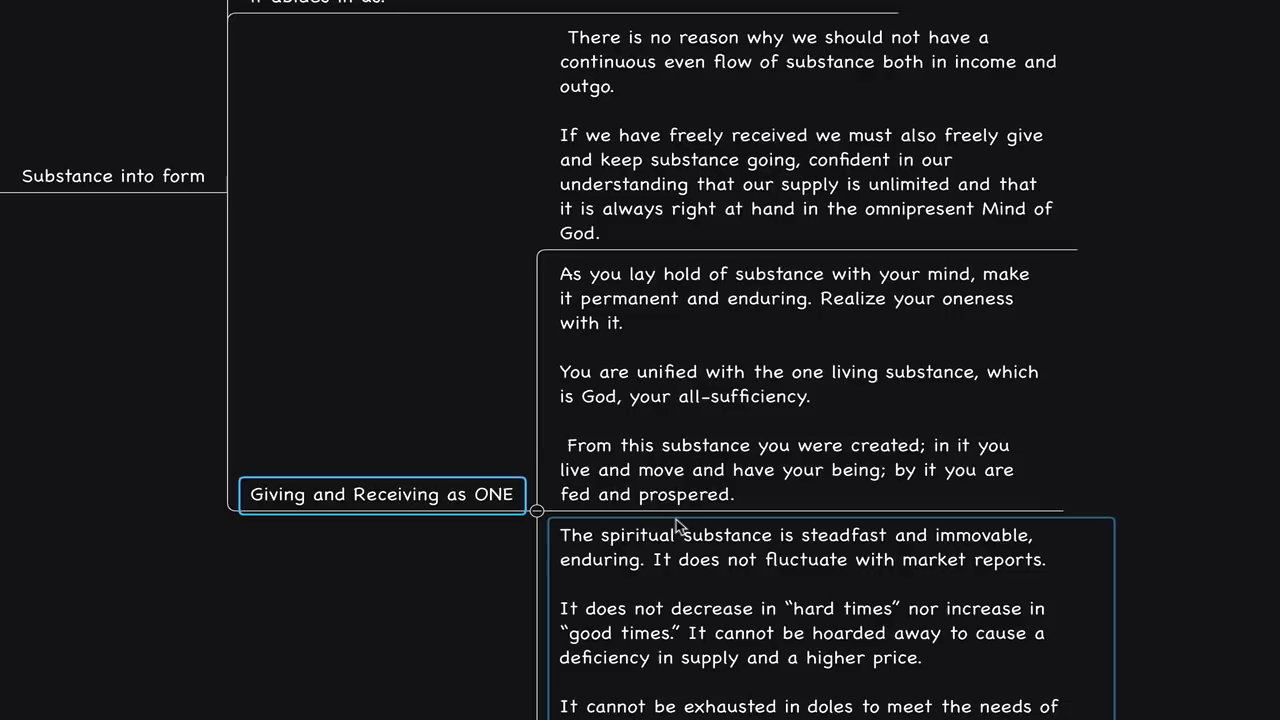 it abides in us.
There is no reason why we should not have a
continuous even flow of substance both in income and
outgo.
If we have freely received we must also freely give
and keep substance going, confident in our
understanding that our supply is unlimited and that
it is always right at hand in the omnipresent Mind of
God.
Substance into form
As you lay hold of substance with your mind, make
it permanent and enduring. Realize your oneness
with it.
You are unified with the one living substance, which
is God, your all-sufficiency.
From this substance you were created; in it you
live and move and have your being; by it you are
fed and prospered.
Giving and Receiving as ONE
The spiritual substance is steadfast and immovable,
enduring. It does not fluctuate with market reports.
It does not decrease in “hard times” nor increase in
“good times.” It cannot be hoarded away to cause a
deficiency in supply and a higher price.
It cannot be exhausted in doles to meet the needs of